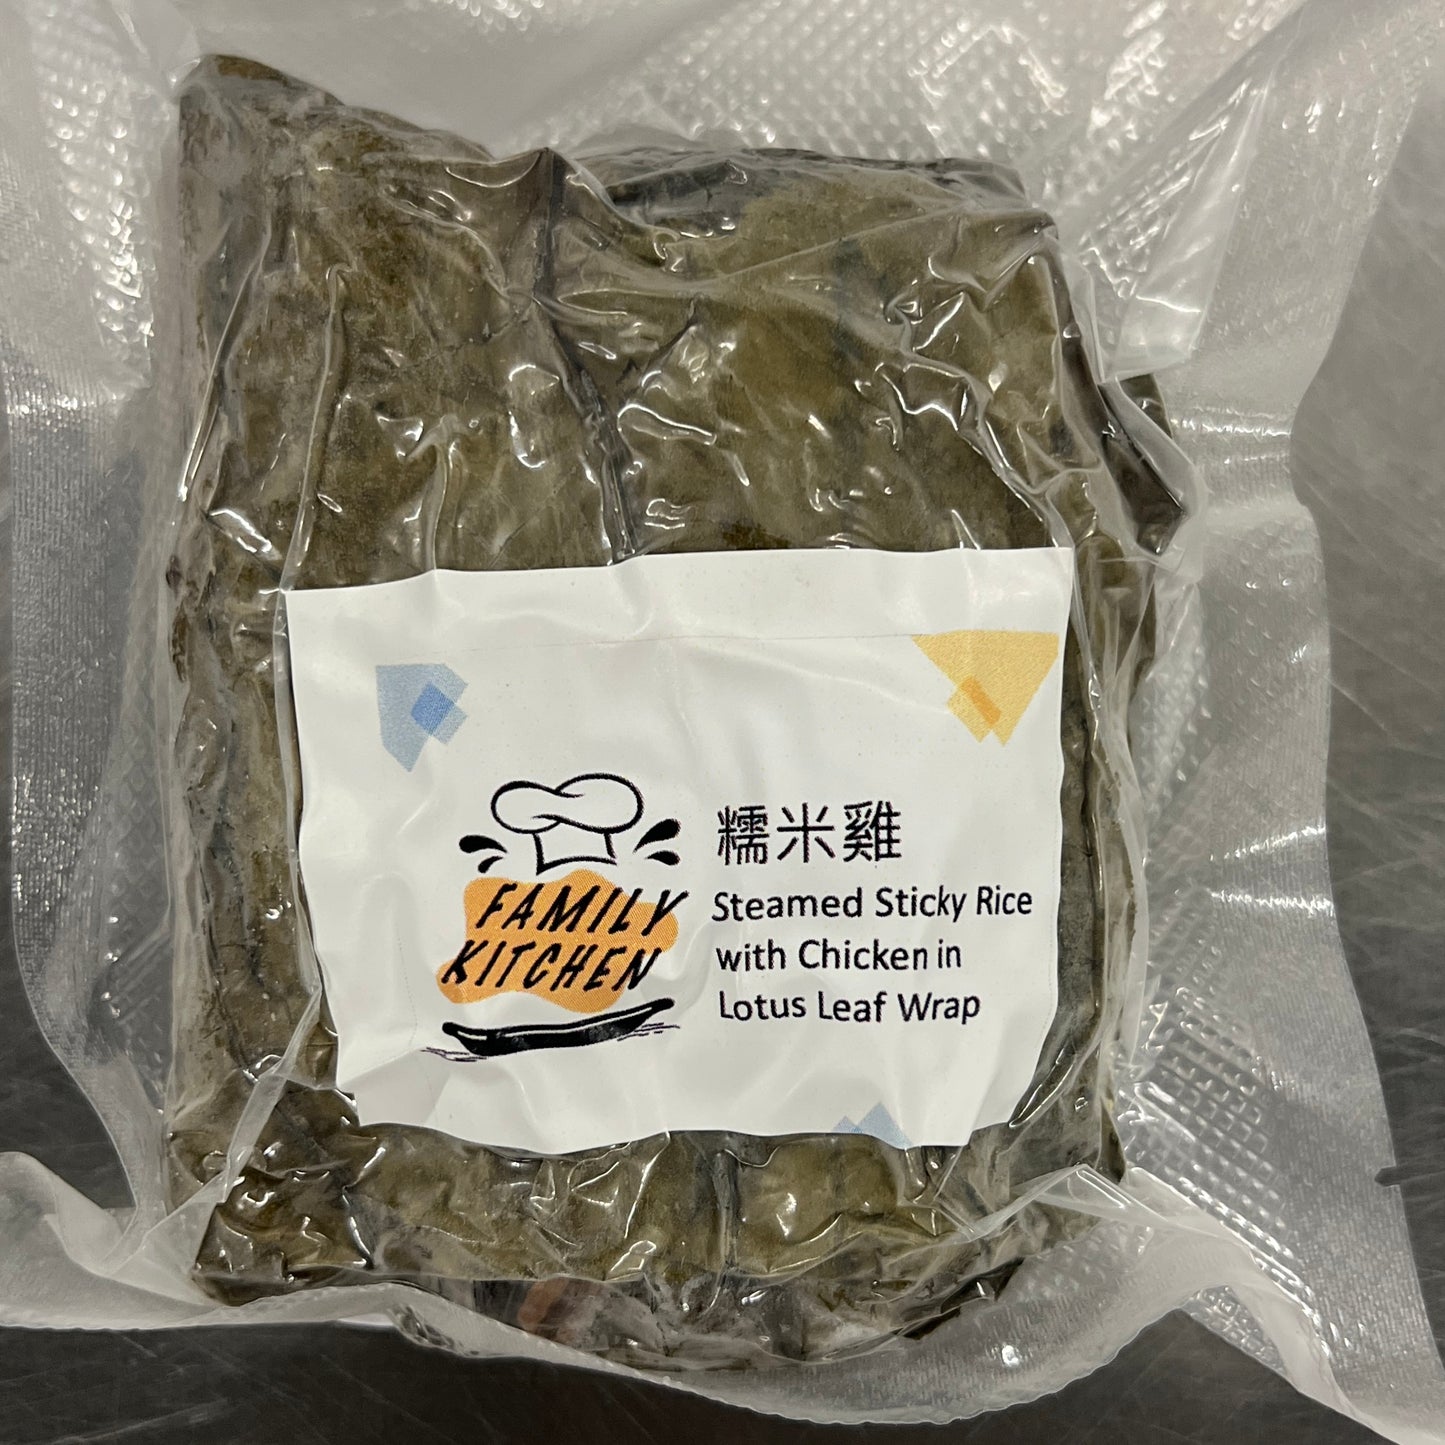 FAMILY
KITCHEN
糯米雞
Steamed Sticky Rice
with Chicken in
Lotus Leaf Wrap